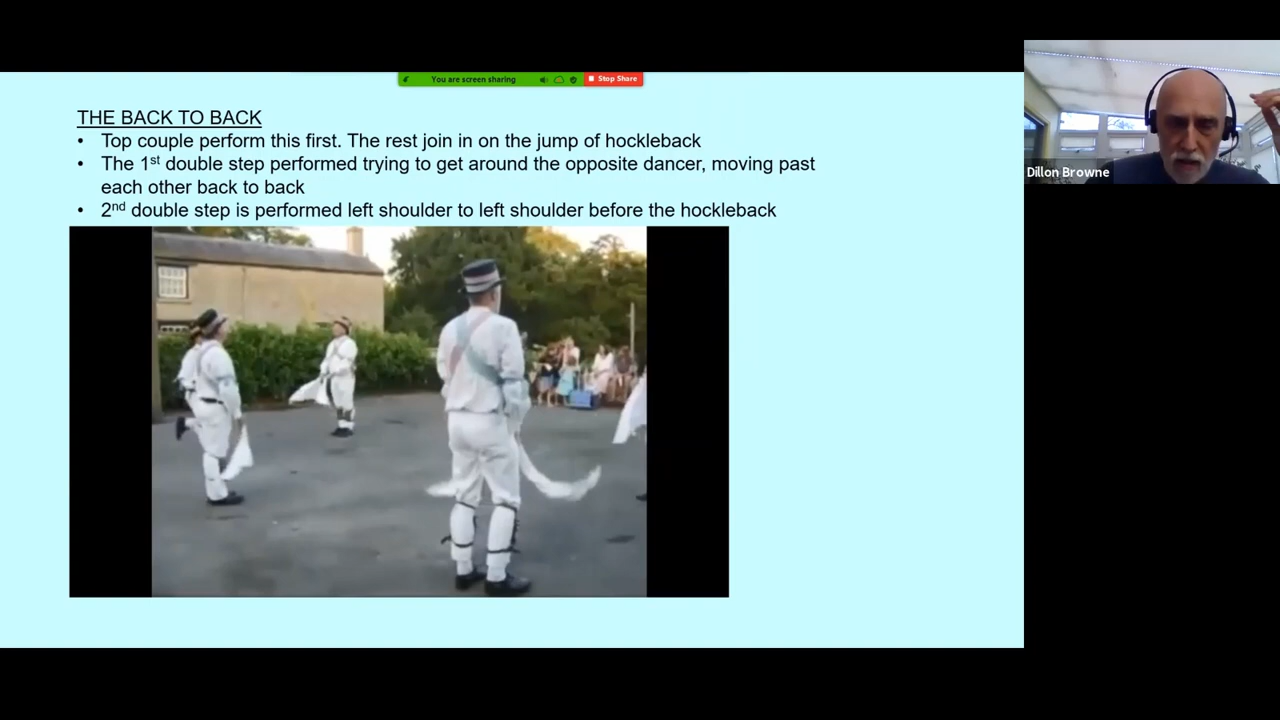 You are screen sharing
Stop Share
THE BACK TO BACK
• Top couple perform this first. The rest join in on the jump of hockleback
• The 1st double step performed trying to get around the opposite dancer, moving past
each other back to back
• 2nd double step is performed left shoulder to left shoulder before the hockleback
Dillon Browne